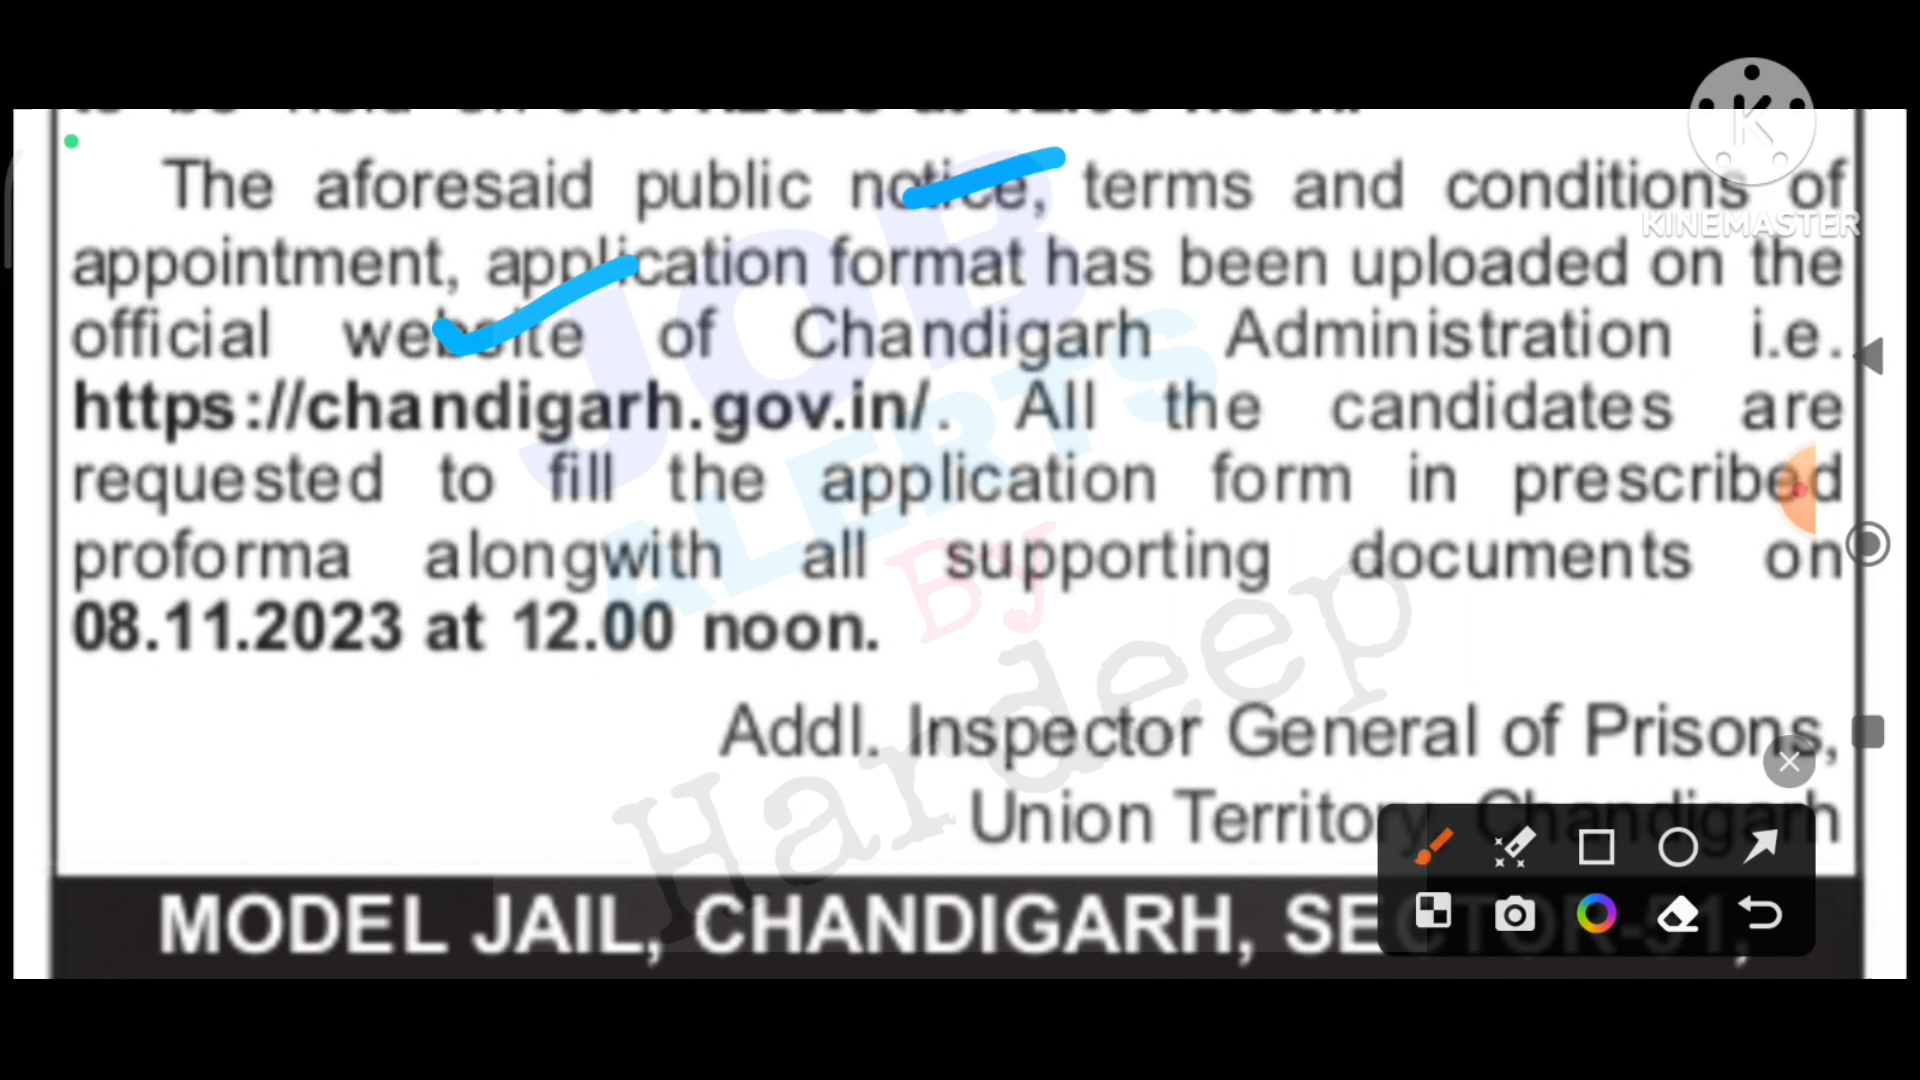 The aforesaid public notice, terms and conditions of
appointment, application format has been uploaded on the
official website of Chandigarh Administration i.e.
https://chandigarh.gov.in/. All the candidates are
requested to fill the application form in prescribed
proforma alongwith all supporting documents on
08.11.2023 at 12.00 noon.
Addl. Inspector General of Prisons,
Union Territory, Chandigarh
MODEL JAIL, CHANDIGARH, SECTOR-51,
JOB
ALERTS
By
Hardeep
K
KINEMASTER